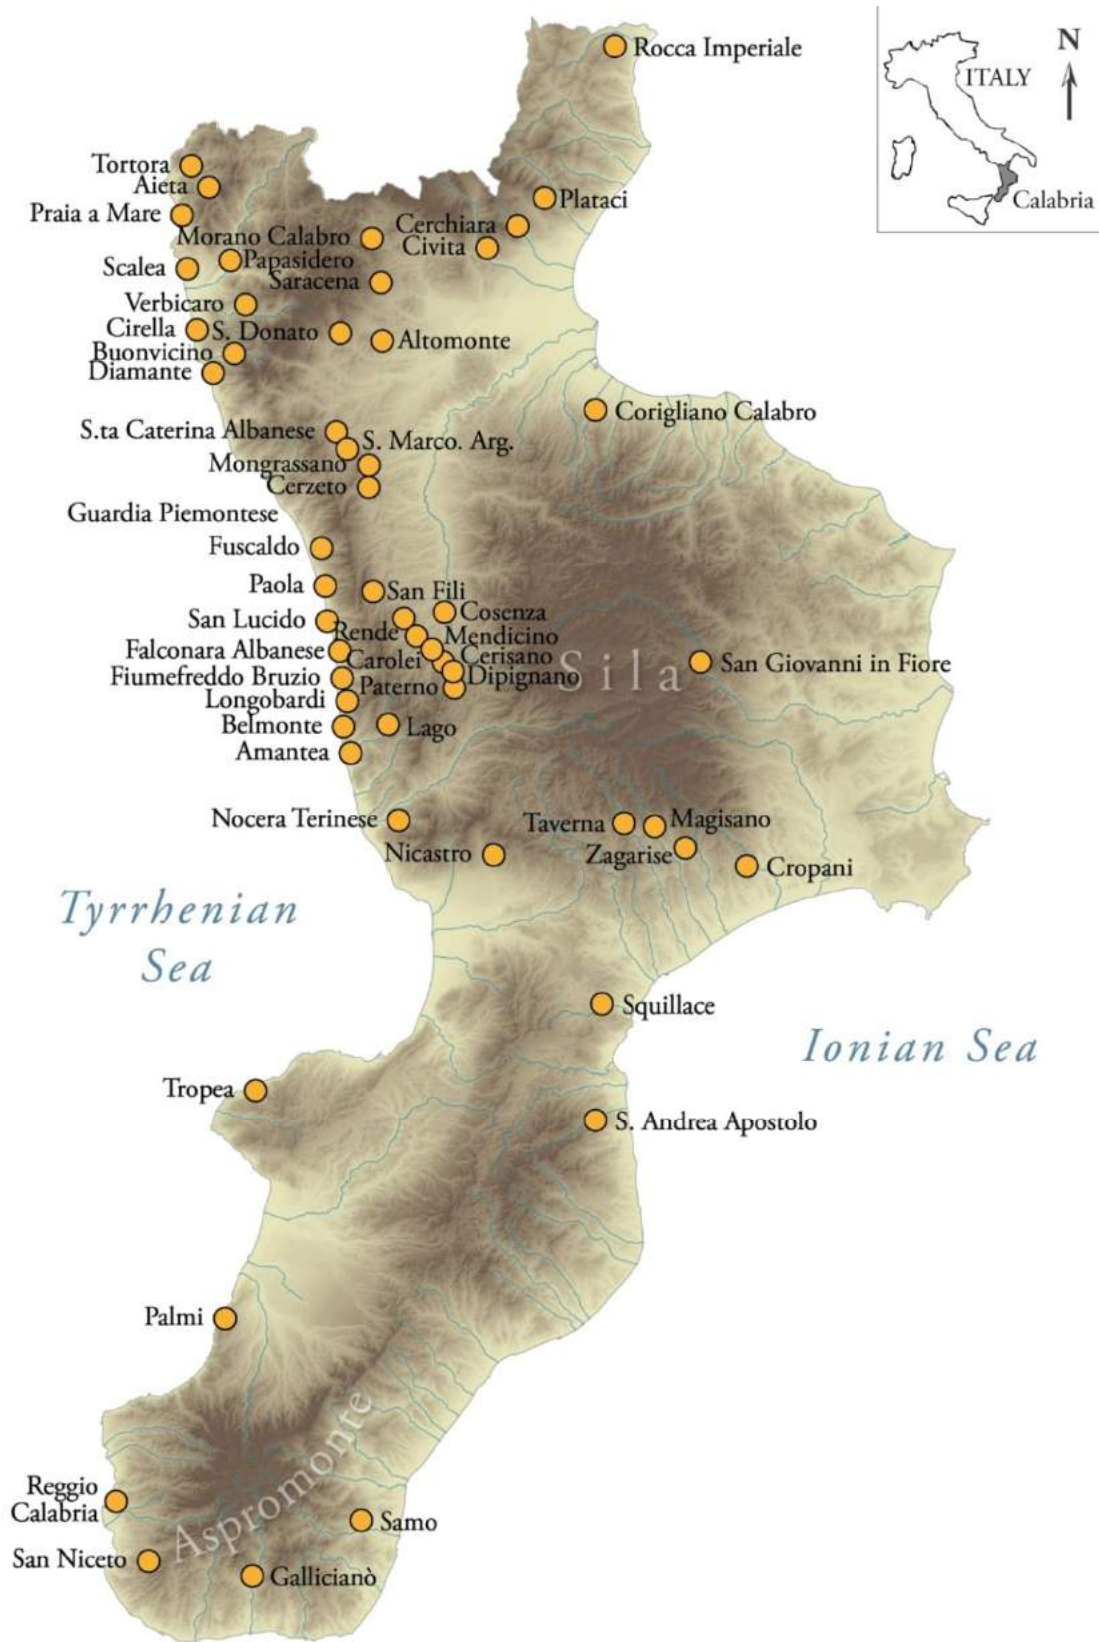 Rocca Imperiale
N
ITALY
Calabria
Tortora
Aieta
Praia a Mare
Plataci
Cerchiara
Civita
Morano Calabro
Papasidero
Scalea
Saracena
Verbicaro
Cirella
S. Donato
Altomonte
Buonvicino
Diamante
Corigliano Calabro
S.ta Caterina Albanese
S. Marco. Arg.
Mongrassano
Cerzeto
Guardia Piemontese
Fuscaldo
Paola
San Fili
Cosenza
San Lucido
Rende
Mendicino
Falconara Albanese
Carolei
Cerisano
Sila
San Giovanni in Fiore
Fiumefreddo Bruzio
Dipignano
Paterno
Longobardi
Belmonte
Lago
Amantea
Nocera Terinese
Taverna
Magisano
Nicastro
Zagarise
Cropani
Tyrrhenian
Sea
Squillace
Ionian Sea
Tropea
S. Andrea Apostolo
Palmi
Aspromonte
Reggio
Calabria
Samo
San Niceto
Gallicianò